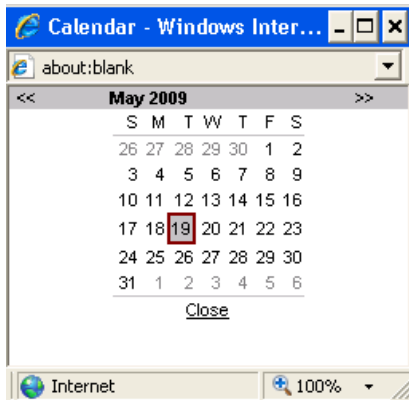 Calendar - Windows Inter...
about:blank
<< May 2009 >>
S M T W T F S
26 27 28 29 30 1 2
3 4 5 6 7 8 9
10 11 12 13 14 15 16
17 18 19 20 21 22 23
24 25 26 27 28 29 30
31 1 2 3 4 5 6
Close
Internet 100%